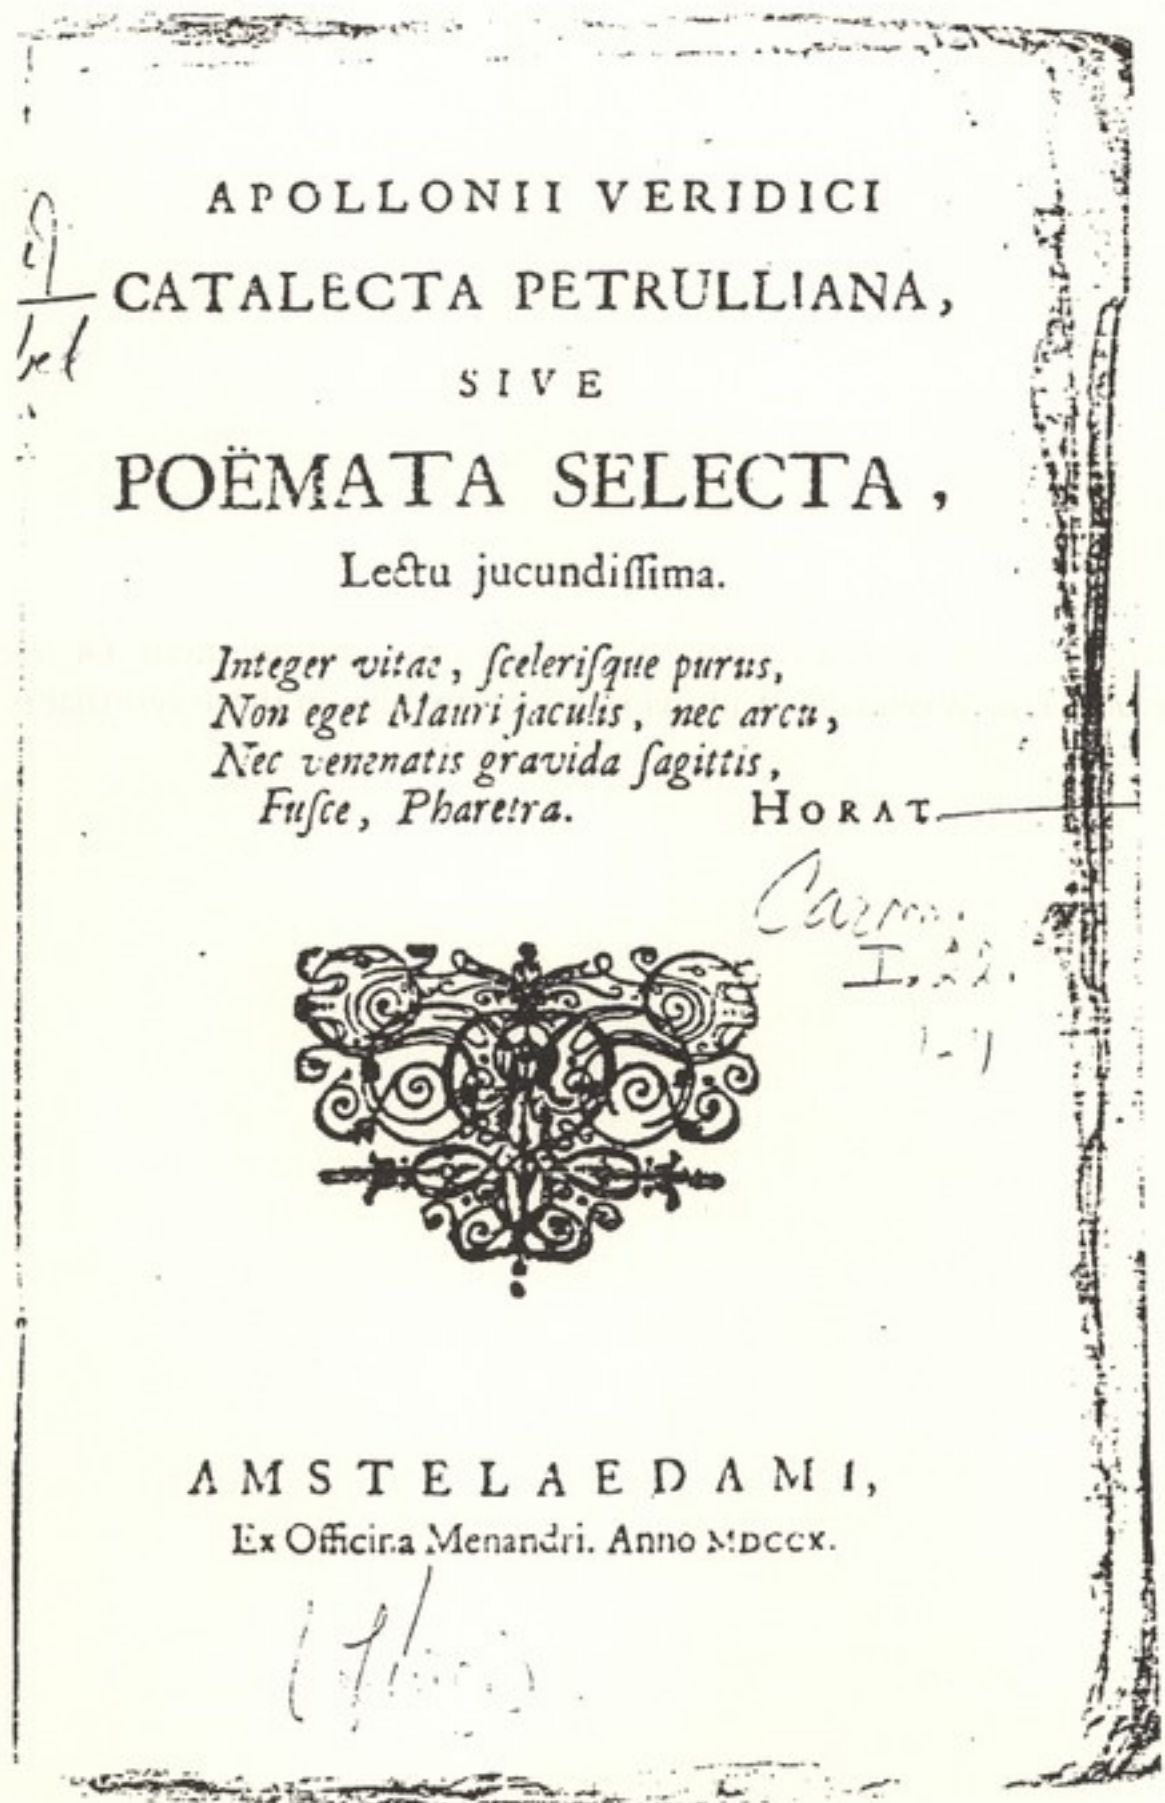 APOLLONII VERIDICI
CATALECTA PETRULLIANA,
SIVE
POËMATA SELECTA,
Lectu jucundiſſima.
Integer vitae, ſceleriſque purus,
Non eget Mauri jaculis, nec arcu,
Nec venenatis gravida ſagittis,
Fuſce, Pharetra. HORAT.
Carm.
I. 22.
AMSTELAEDAMI,
Ex Officina Menandri. Anno MDCCX.